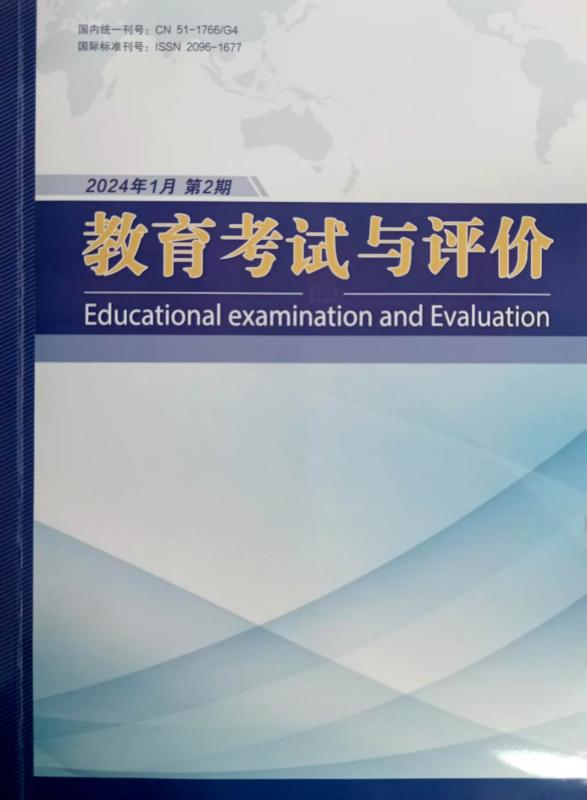 国内统一刊号：CN 51-1766/G4
国际标准刊号：ISSN 2096-1677
2024年1月 第2期
教育考试与评价
Educational examination and Evaluation